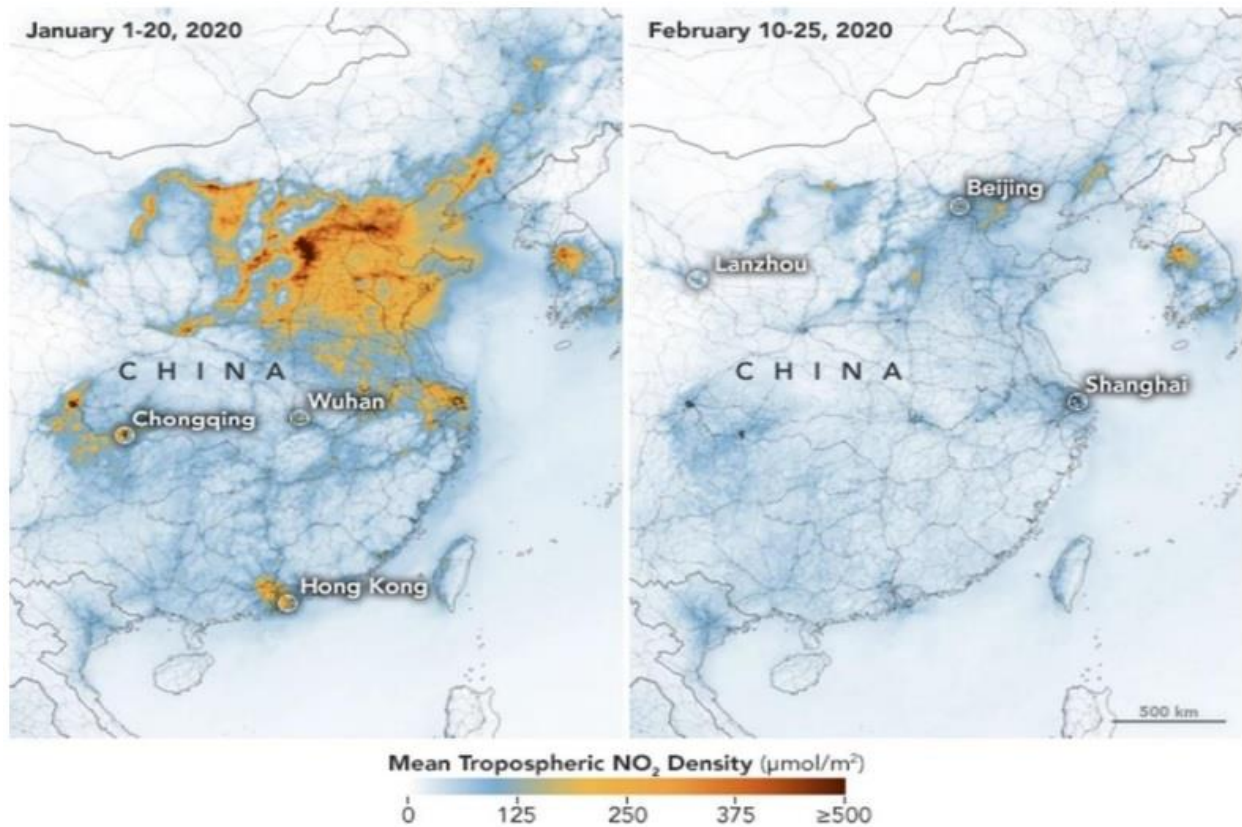 January 1-20, 2020
CHINA
Chongqing
Wuhan
Hong Kong
February 10-25, 2020
Beijing
Lanzhou
CHINA
Shanghai
500 km
Mean Tropospheric NO₂ Density (µmol/m²)
0 125 250 375 ≥500